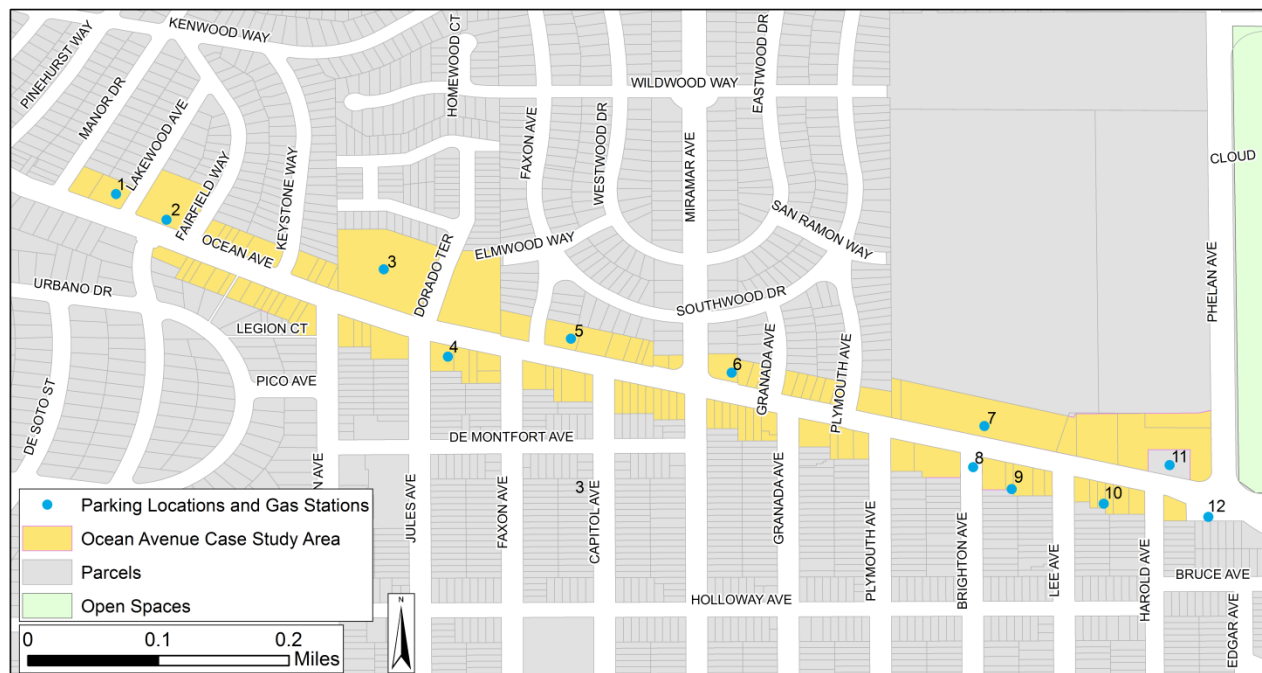 KENWOOD WAY
PINEHURST WAY
MANOR DR
LAKEWOOD AVE
FAIRFIELD WAY
KEYSTONE WAY
HOMEWOOD CT
WILDWOOD WAY
EASTWOOD DR
FAXON AVE
WESTWOOD DR
MIRAMAR AVE
SAN RAMON WAY
CLOUD
PHELAN AVE
1
2
OCEAN AVE
3
DORADO TER
ELMWOOD WAY
SOUTHWOOD DR
URBANO DR
LEGION CT
PICO AVE
DE SOTO ST
4
5
6
GRANADA AVE
PLYMOUTH AVE
7
8
9
10
11
12
DE MONTFORT AVE
3
AN AVE
JULES AVE
FAXON AVE
CAPITOL AVE
GRANADA AVE
PLYMOUTH AVE
BRIGHTON AVE
LEE AVE
HAROLD AVE
BRUCE AVE
EDGAR AVE
HOLLOWAY AVE
Parking Locations and Gas Stations
Ocean Avenue Case Study Area
Parcels
Open Spaces
0 0.1 0.2
Miles
N